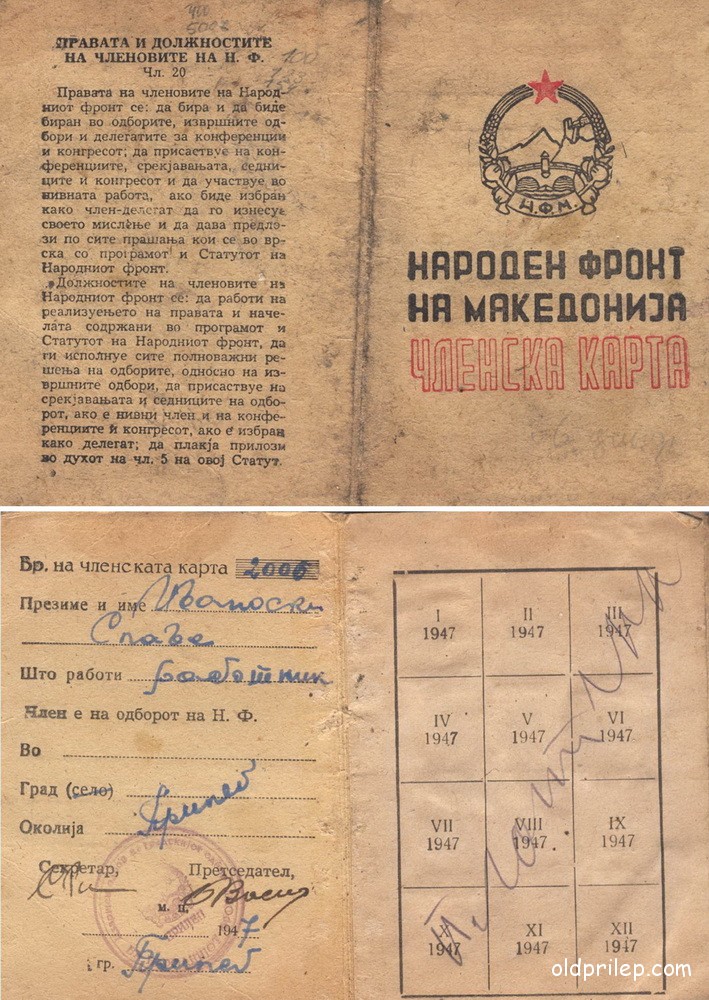 ПРАВАТА И ДОЛЖНОСТИТЕ
НА ЧЛЕНОВИТЕ НА Н. Ф.
Чл. 20
Правата на членовите на Народ-
ниот фронт се: да бира и да биде
биран во одборите, извршните од-
бори и делегатите за конференции
и конгресот; да присаствуе на кон-
ференциите, срекјавањата, седни-
ците и конгресот и да участвуе во
нивната работа, ако биде избран
како член-делегат да го изнесуе
своето мислење и да дава предло-
зи по сите прашања кои се во вр-
ска со програмот и Статутот на
Народниот фронт.
Должностите на членовите на
Народниот фронт се: да работи на
реализуењето на правата и наче-
лата содржани во програмот и
Статутот на Народниот фронт, да
ги исполнуе сите полноважни ре-
шења на одборите, односно на из-
вршните одбори, да присаствуе на
срекјавањата и седниците на одбо-
рот, ако е нивни член и на конфе-
ренциите и конгресот, ако е избран
како делегат; да плакја прилози
во духот на чл. 5 на овој Статут.
Н.Ф.М.
НАРОДЕН ФРОНТ
НА МАКЕДОНИЈА
ЧЛЕНСКА КАРТА
Бр. на членската карта 2006
Презиме и име
Што работи работник
Член е на одборот на Н. Ф.
Во
Град (село) Прилеп
Околија
Секретар, Претседател,
м. п.
1947
гр. Прилеп
I 1947 II 1947 III 1947
IV 1947 V 1947 VI 1947
VII 1947 VIII 1947 IX 1947
X 1947 XI 1947 XII 1947
oldprilep.com